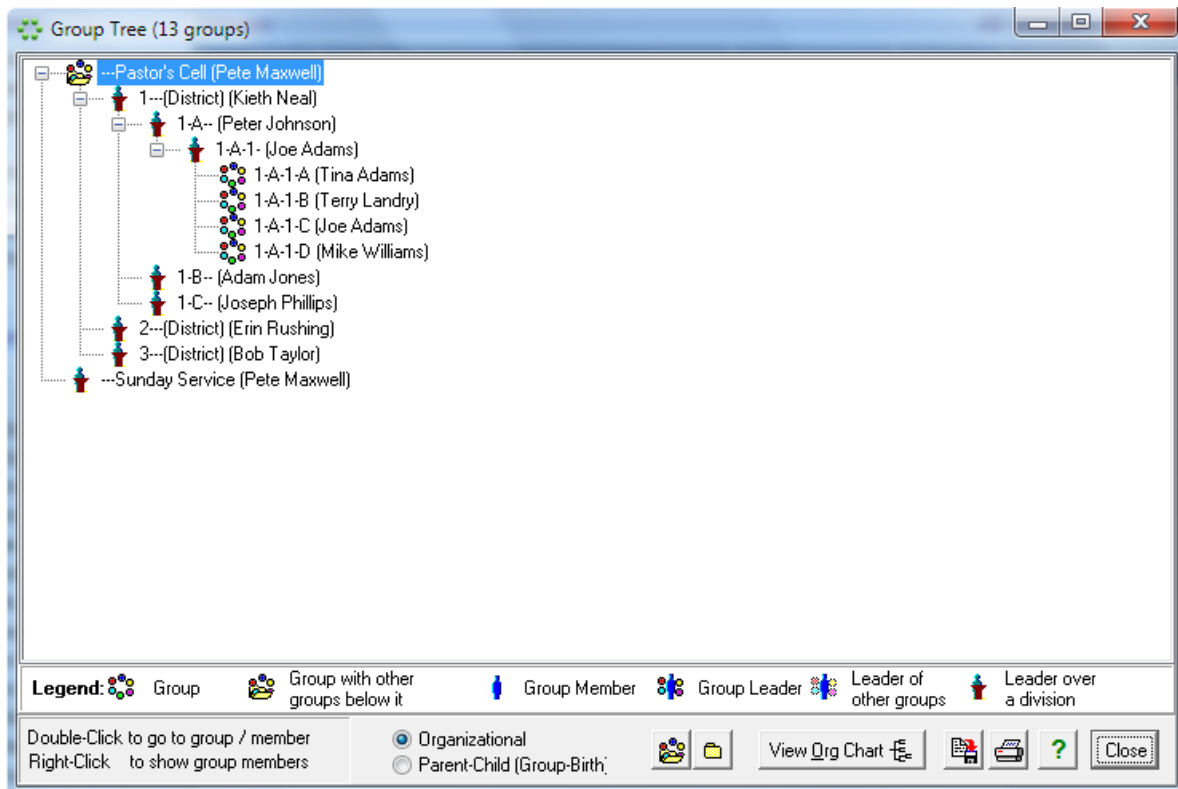 Group Tree (13 groups)
---Pastor's Cell (Pete Maxwell)
1---(District) (Kieth Neal)
1-A-- (Peter Johnson)
1-A-1- (Joe Adams)
1-A-1-A (Tina Adams)
1-A-1-B (Terry Landry)
1-A-1-C (Joe Adams)
1-A-1-D (Mike Williams)
1-B-- (Adam Jones)
1-C-- (Joseph Phillips)
2---(District) (Erin Rushing)
3---(District) (Bob Taylor)
---Sunday Service (Pete Maxwell)
Legend: Group Group with other groups below it Group Member Group Leader Leader of other groups Leader over a division
Double-Click to go to group / member
Right-Click to show group members
Organizational
Parent-Child (Group-Birth)
View Org Chart
?
Close